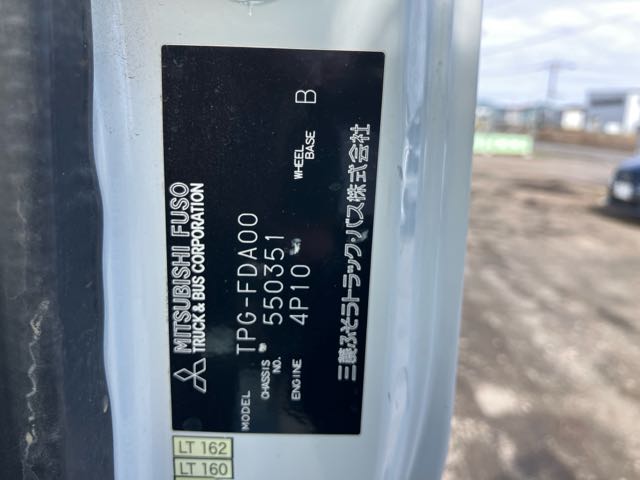 MITSUBISHI FUSO
TRUCK & BUS CORPORATION
MODEL TPG-FDA00
CHASSIS NO. 550351
ENGINE 4P10 WHEEL BASE B
三菱ふそうトラック・バス株式会社
LT 162
LT 160